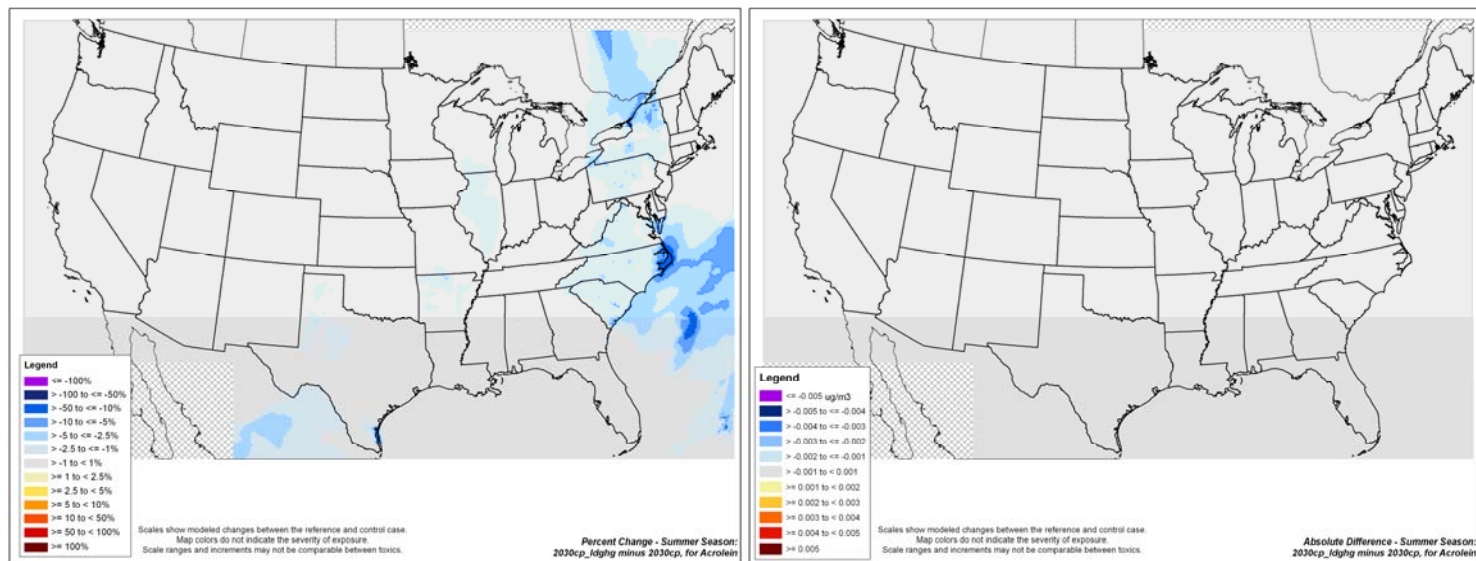 Legend
<= -100%
> -100 to <= -50%
> -50 to <= -10%
> -10 to <= -5%
> -5 to <= -2.5%
> -2.5 to <= -1%
> -1 to < 1%
>= 1 to < 2.5%
>= 2.5 to < 5%
>= 5 to < 10%
>= 10 to < 50%
>= 50 to < 100%
>= 100%
Scales show modeled changes between the reference and control case.
Map colors do not indicate the severity of exposure.
Scale ranges and increments may not be comparable between toxics.
Percent Change - Summer Season:
2030cp_ldghg minus 2030cp, for Acrolein
Legend
<= -0.005 ug/m3
> -0.005 to <= -0.004
> -0.004 to <= -0.003
> -0.003 to <= -0.002
> -0.002 to <= -0.001
> -0.001 to < 0.001
>= 0.001 to < 0.002
>= 0.002 to < 0.003
>= 0.003 to < 0.004
>= 0.004 to < 0.005
>= 0.005
Scales show modeled changes between the reference and control case.
Map colors do not indicate the severity of exposure.
Scale ranges and increments may not be comparable between toxics.
Absolute Difference - Summer Season:
2030cp_ldghg minus 2030cp, for Acrolein